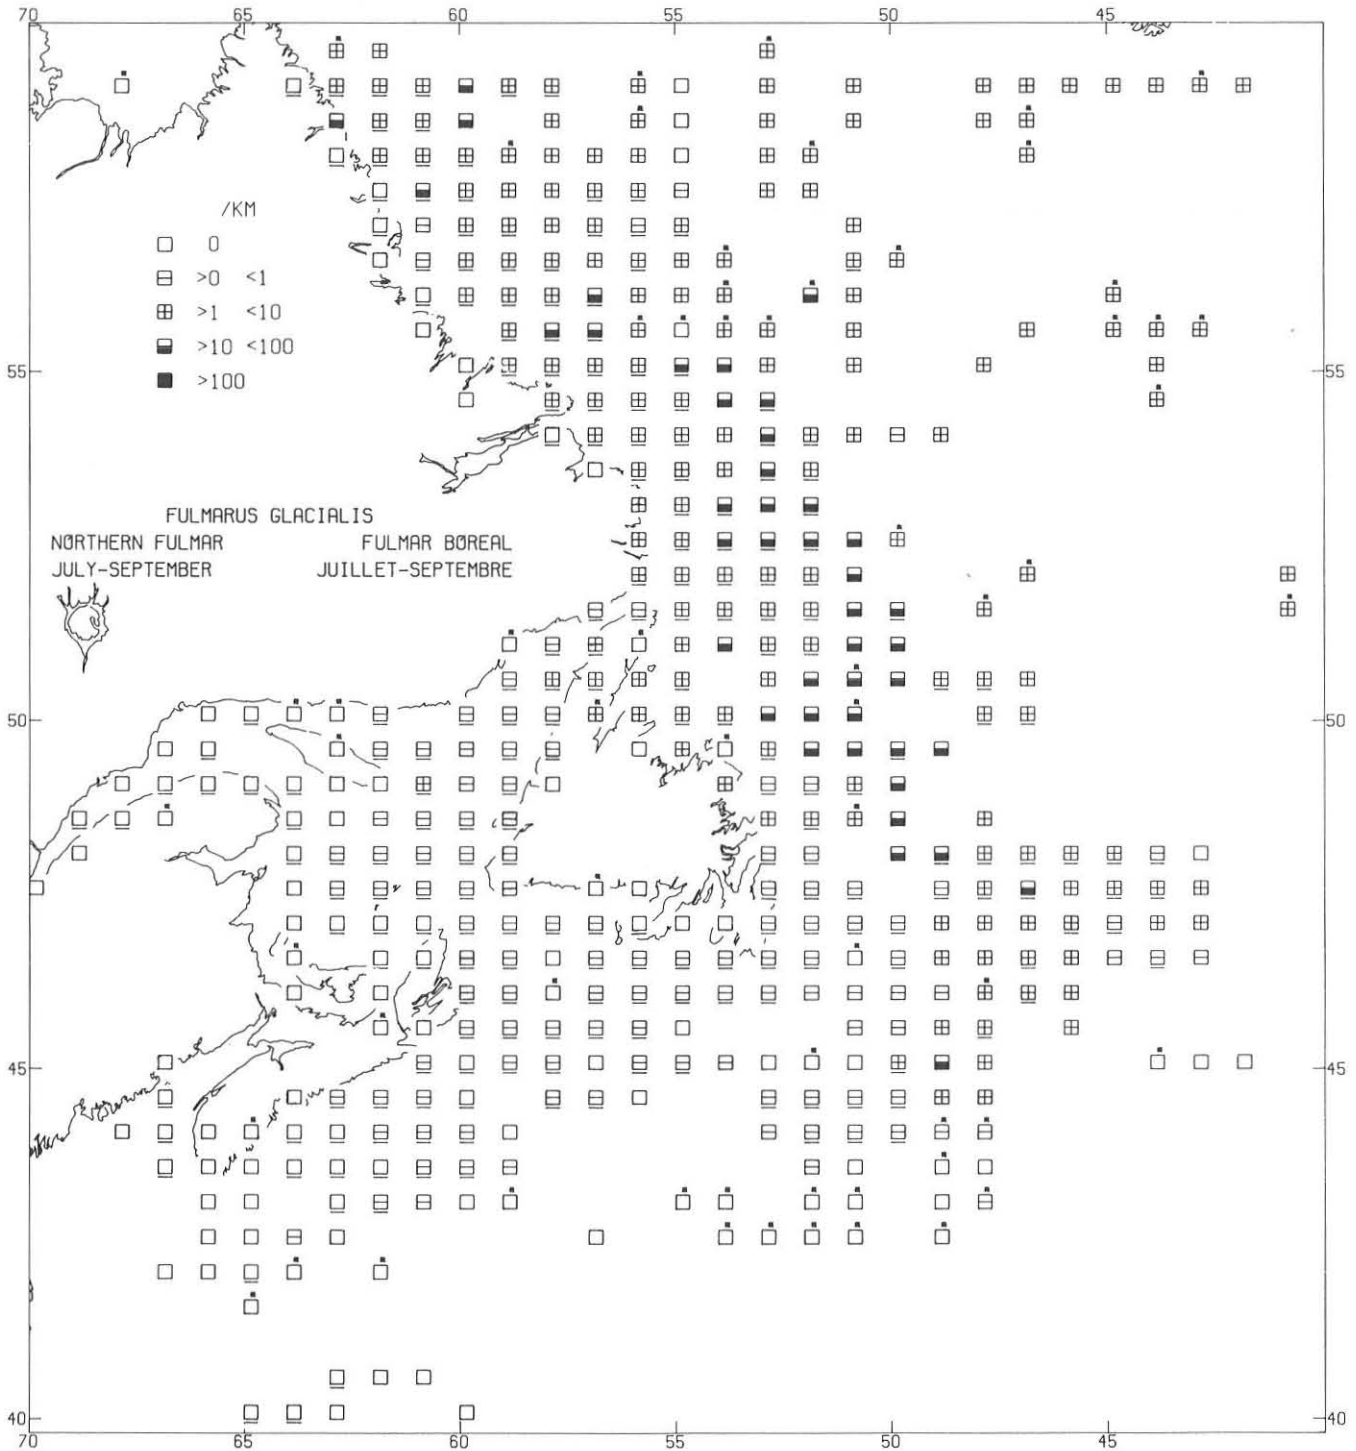 70 65 60 55 50 45
/KM
0
>0 <1
>1 <10
>10 <100
>100
55 55
FULMARUS GLACIALIS
NØRTHERN FULMAR FULMAR BØREAL
JULY-SEPTEMBER JUILLET-SEPTEMBRE
50 50
45 45
40 40
70 65 60 55 50 45